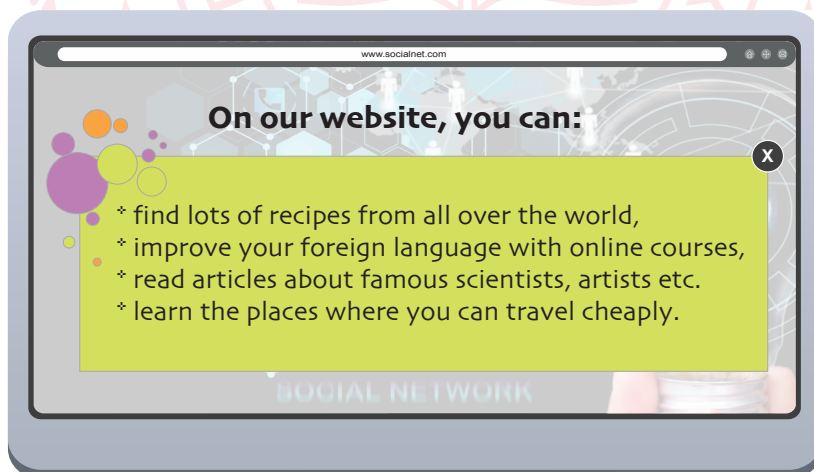 www.socialnet.com
On our website, you can:
X
* find lots of recipes from all over the world,
* improve your foreign language with online courses,
* read articles about famous scientists, artists etc.
* learn the places where you can travel cheaply.
SOCIAL NETWORK